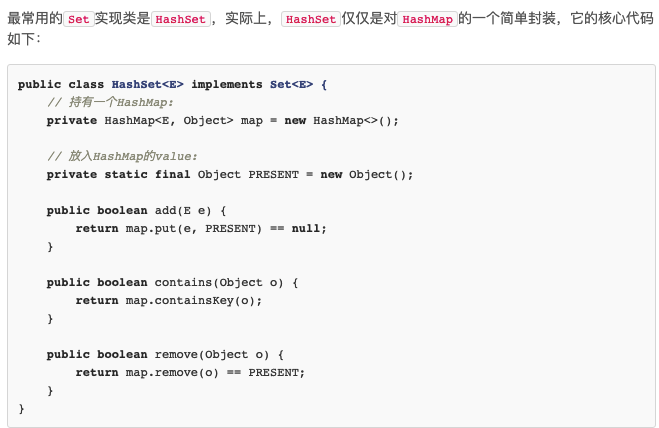 最常用的Set实现类是HashSet，实际上，HashSet仅仅是对HashMap的一个简单封装，它的核心代码
如下：
public class HashSet<E> implements Set<E> {
    // 持有一个HashMap:
    private HashMap<E, Object> map = new HashMap<>();

    // 放入HashMap的value:
    private static final Object PRESENT = new Object();

    public boolean add(E e) {
        return map.put(e, PRESENT) == null;
    }

    public boolean contains(Object o) {
        return map.containsKey(o);
    }

    public boolean remove(Object o) {
        return map.remove(o) == PRESENT;
    }
}